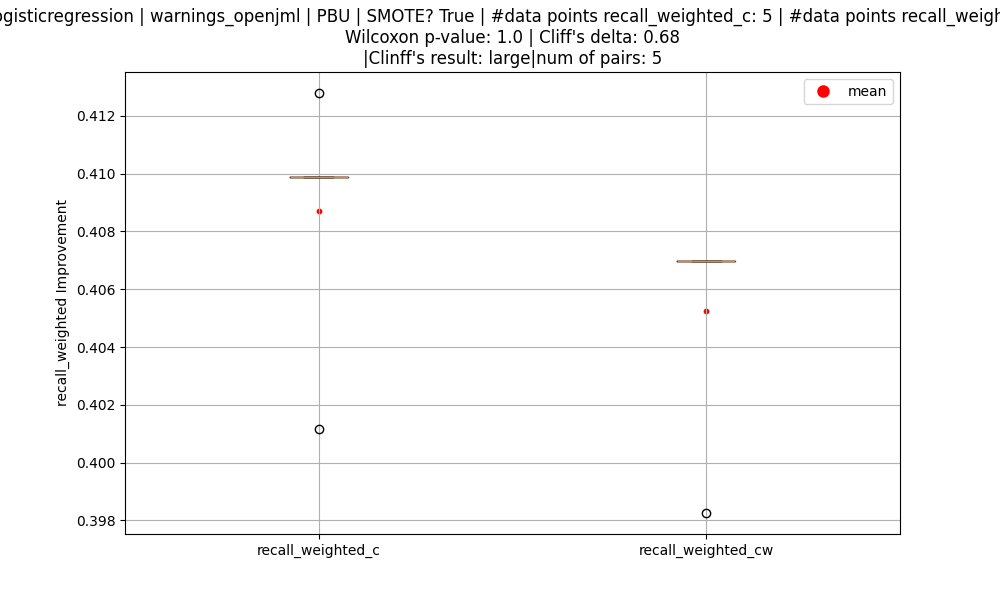 | warnings_openjml | PBU | SMOTE? True | #data points recall_weighted_c: 5 | #data points
Wilcoxon p-value: 1.0 | Cliff's delta: 0.68
|Clinff's result: large|num of pairs: 5
mean
0.412
0.410
0.408
0.406
0.404
0.402
0.400
0.398
recall_weighted Improvement
recall_weighted_c
recall_weighted_cw